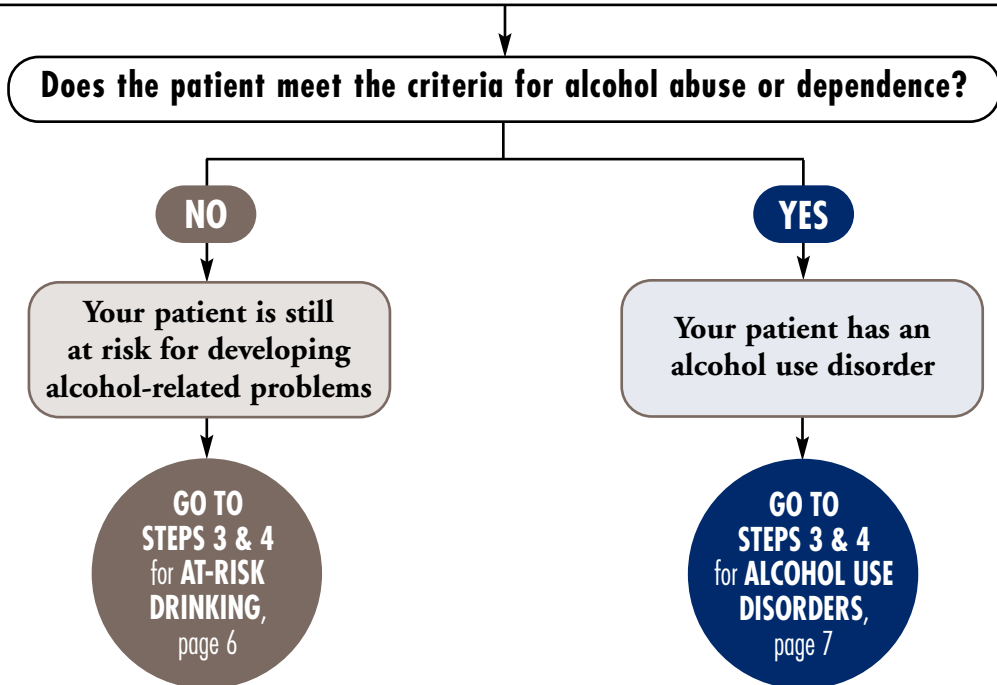 Does the patient meet the criteria for alcohol abuse or dependence?
NO
Your patient is still
at risk for developing
alcohol-related problems
GO TO
STEPS 3 & 4
for AT-RISK
DRINKING,
page 6
YES
Your patient has an
alcohol use disorder
GO TO
STEPS 3 & 4
for ALCOHOL USE
DISORDERS,
page 7